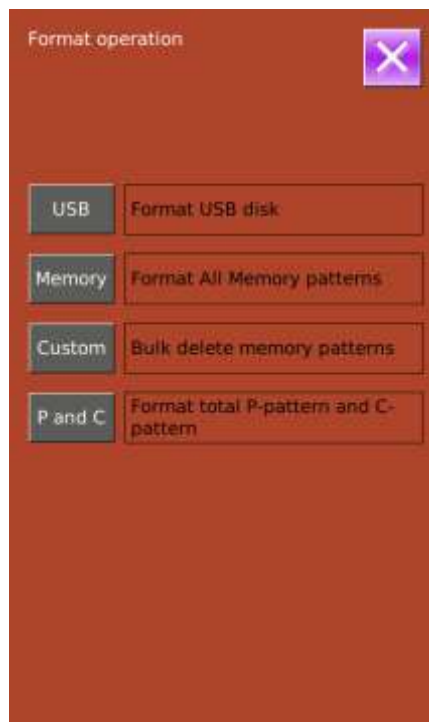 Format operation
USB
Format USB disk
Memory
Format All Memory patterns
Custom
Bulk delete memory patterns
P and C
Format total P-pattern and C-
pattern